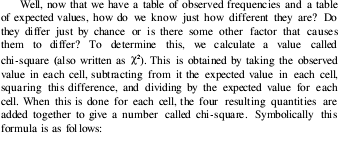 Well, now that we have a table of observed frequencies and a table
of expected values, how do we know just how different they are? Do
they differ just by chance or is there some other factor that causes
them to differ? To determine this, we calculate a value called
chi-square (also written as χ²). This is obtained by taking the observed
value in each cell, subtracting from it the expected value in each cell,
squaring this difference, and dividing by the expected value for each
cell. When this is done for each cell, the four resulting quantities are
added together to give a number called chi-square. Symbolically this
formula is as follows: